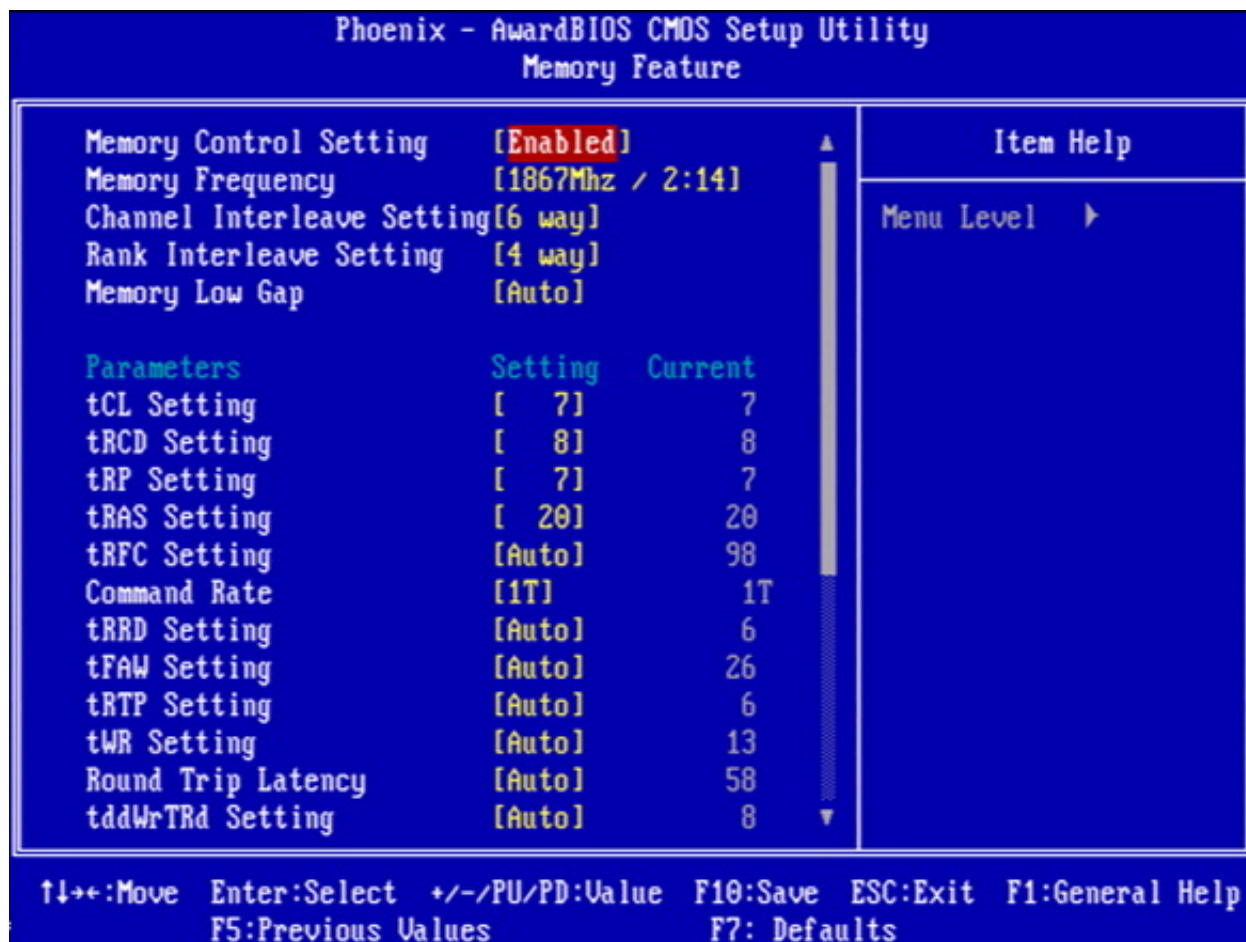 Phoenix - AwardBIOS CMOS Setup Utility
Memory Feature
Memory Control Setting [Enabled]
Memory Frequency [1867Mhz / 2:14]
Channel Interleave Setting[6 way]
Rank Interleave Setting [4 way]
Memory Low Gap [Auto]
Parameters Setting Current
tCL Setting [ 7] 7
tRCD Setting [ 8] 8
tRP Setting [ 7] 7
tRAS Setting [ 20] 20
tRFC Setting [Auto] 98
Command Rate [1T] 1T
tRRD Setting [Auto] 6
tFAW Setting [Auto] 26
tRTP Setting [Auto] 6
tWR Setting [Auto] 13
Round Trip Latency [Auto] 58
tddWrTRd Setting [Auto] 8
Item Help
Menu Level ▶
↑↓→←:Move Enter:Select +/-/PU/PD:Value F10:Save ESC:Exit F1:General Help
F5:Previous Values F7: Defaults